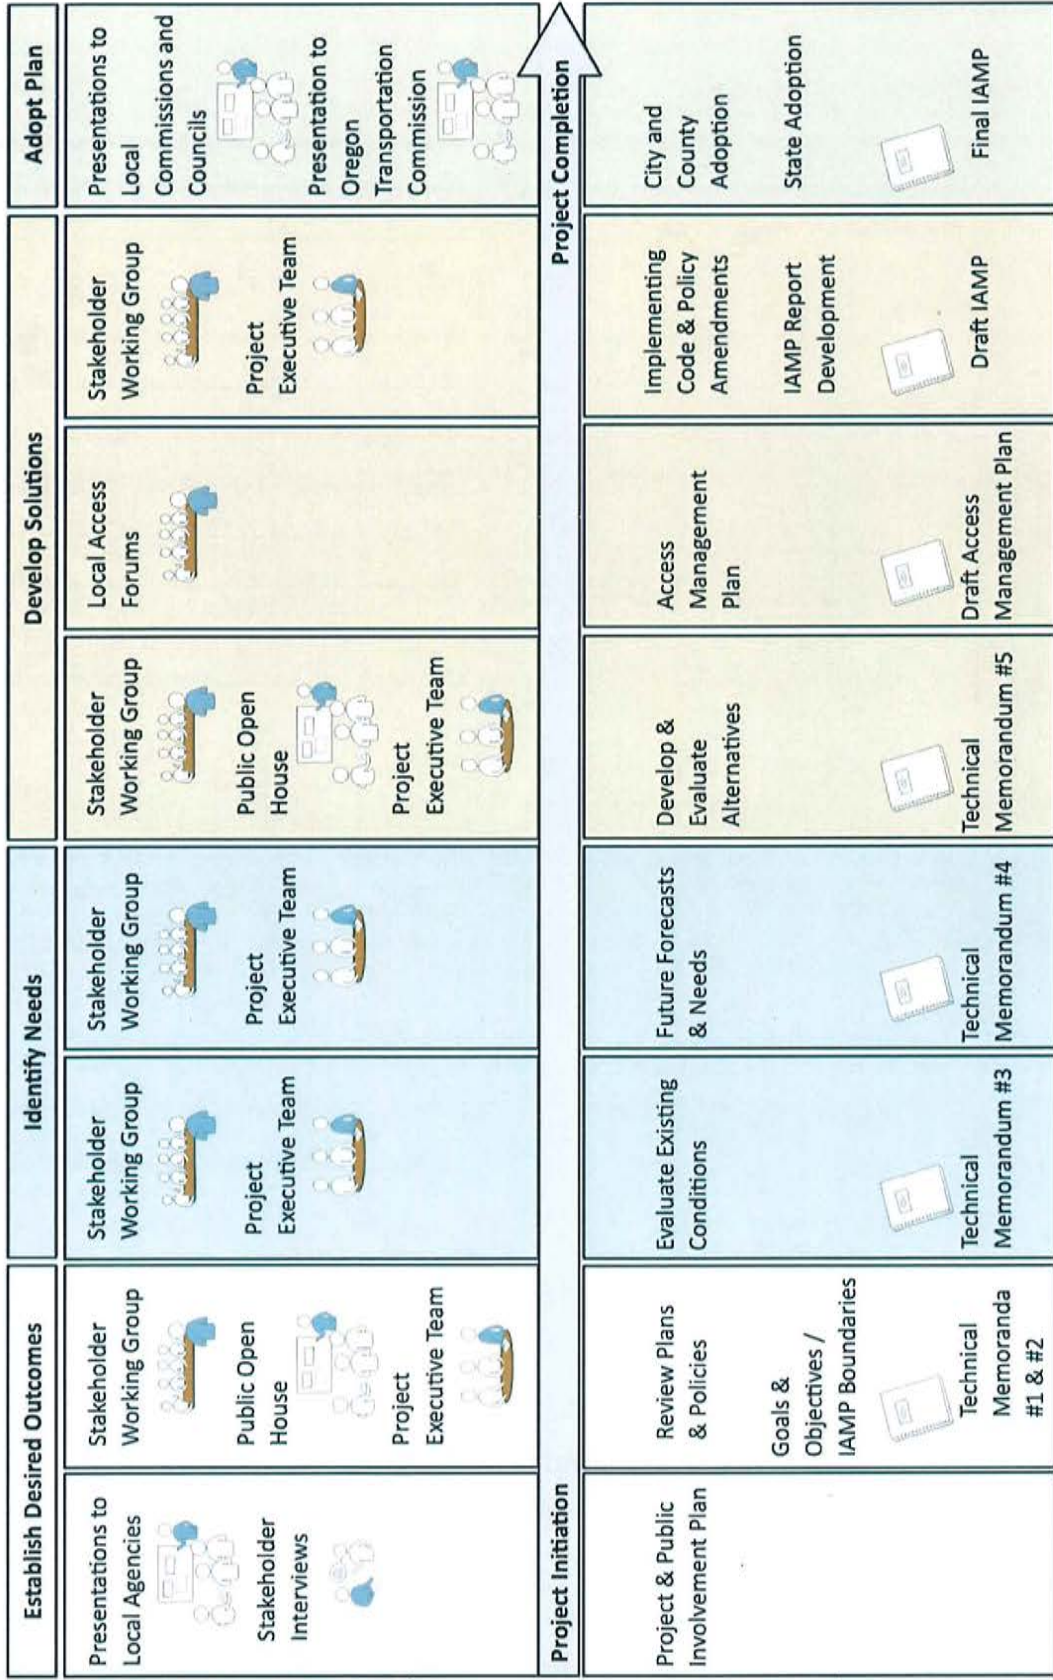 Establish Desired Outcomes
Identify Needs
Develop Solutions
Adopt Plan
Presentations to
Local Agencies
Stakeholder
Interviews
Stakeholder
Working Group
Public Open
House
Project
Executive Team
Stakeholder
Working Group
Project
Executive Team
Stakeholder
Working Group
Project
Executive Team
Stakeholder
Working Group
Public Open
House
Project
Executive Team
Local Access
Forums
Stakeholder
Working Group
Project
Executive Team
Presentations to
Local
Commissions and
Councils
Presentation to
Oregon
Transportation
Commission
Project Initiation
Project Completion
Project & Public
Involvement Plan
Review Plans
& Policies
Goals &
Objectives /
IAMP Boundaries
Technical
Memoranda
#1 & #2
Evaluate Existing
Conditions
Technical
Memorandum #3
Future Forecasts
& Needs
Technical
Memorandum #4
Develop &
Evaluate
Alternatives
Technical
Memorandum #5
Access
Management
Plan
Draft Access
Management Plan
Implementing
Code & Policy
Amendments
IAMP Report
Development
Draft IAMP
City and
County
Adoption
State Adoption
Final IAMP